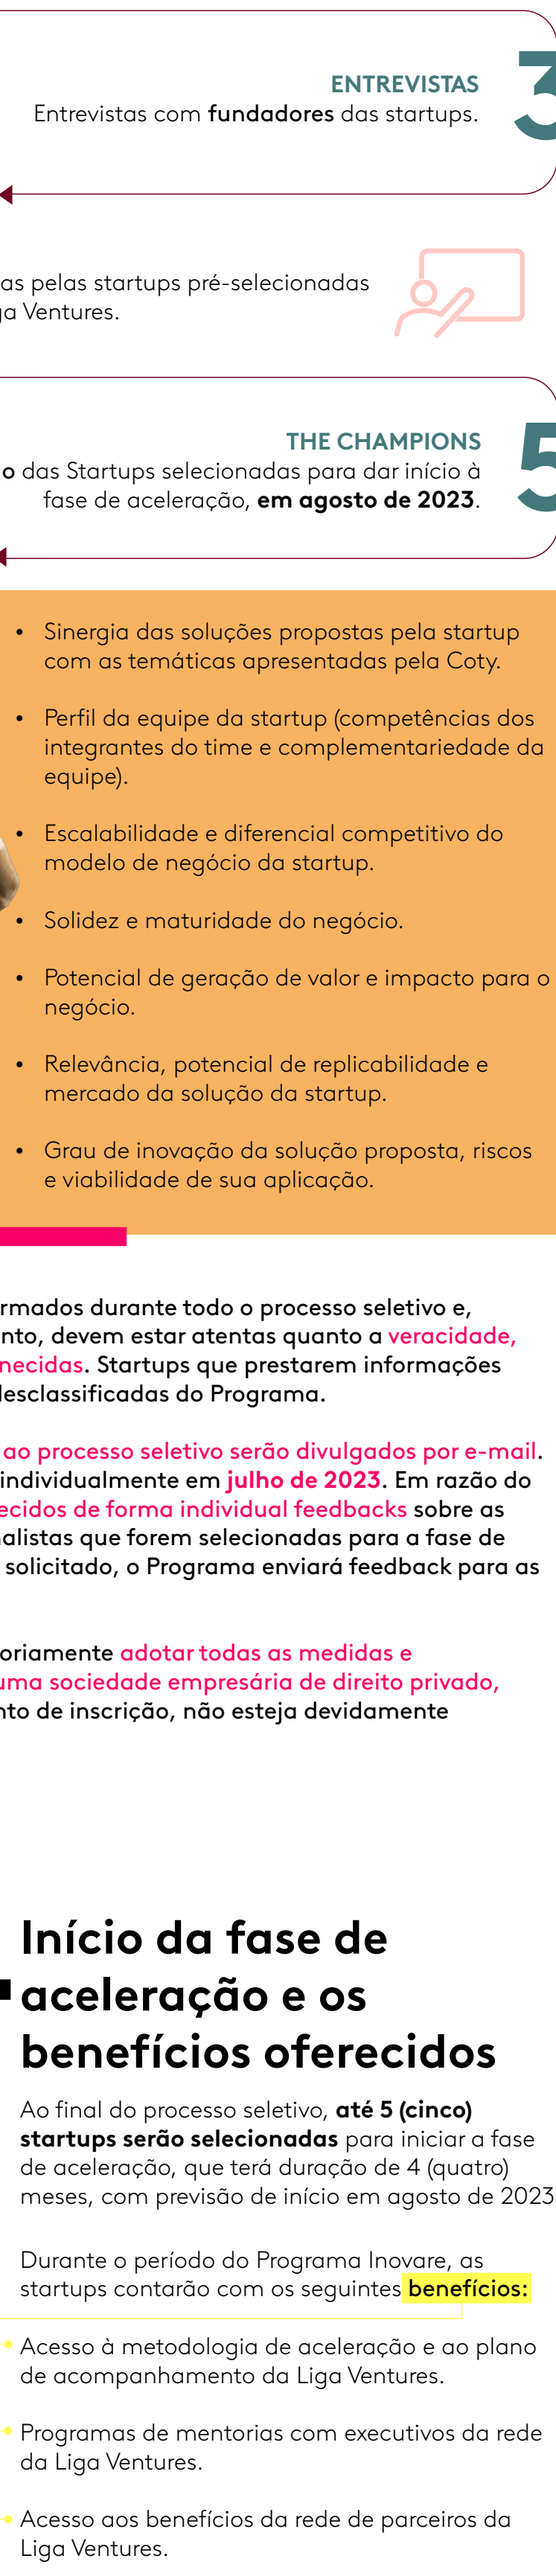 ENTREVISTAS
3
Entrevistas com fundadores das startups.
as pelas startups pré-selecionadas
Ventures.
THE CHAMPIONS
5
das Startups selecionadas para dar início à
fase de aceleração, em agosto de 2023.
• Sinergia das soluções propostas pela startup
com as temáticas apresentadas pela Coty.
• Perfil da equipe da startup (competências dos
integrantes do time e complementariedade da
equipe).
• Escalabilidade e diferencial competitivo do
modelo de negócio da startup.
• Solidez e maturidade do negócio.
• Potencial de geração de valor e impacto para o
negócio.
• Relevância, potencial de replicabilidade e
mercado da solução da startup.
• Grau de inovação da solução proposta, riscos
e viabilidade de sua aplicação.
rmados durante todo o processo seletivo e,
nto, devem estar atentas quanto a veracidade,
necidas. Startups que prestarem informações
desclassificadas do Programa.
ao processo seletivo serão divulgados por e-mail.
individualmente em julho de 2023. Em razão do
ecidos de forma individual feedbacks sobre as
nalistas que forem selecionadas para a fase de
solicitado, o Programa enviará feedback para as
oriamente adotar todas as medidas e
uma sociedade empresária de direito privado,
nto de inscrição, não esteja devidamente
Início da fase de
aceleração e os
benefícios oferecidos
Ao final do processo seletivo, até 5 (cinco)
startups serão selecionadas para iniciar a fase
de aceleração, que terá duração de 4 (quatro)
meses, com previsão de início em agosto de 2023
Durante o período do Programa Inovare, as
startups contarão com os seguintes benefícios:
Acesso à metodologia de aceleração e ao plano
de acompanhamento da Liga Ventures.
Programas de mentorias com executivos da rede
da Liga Ventures.
Acesso aos benefícios da rede de parceiros da
Liga Ventures.